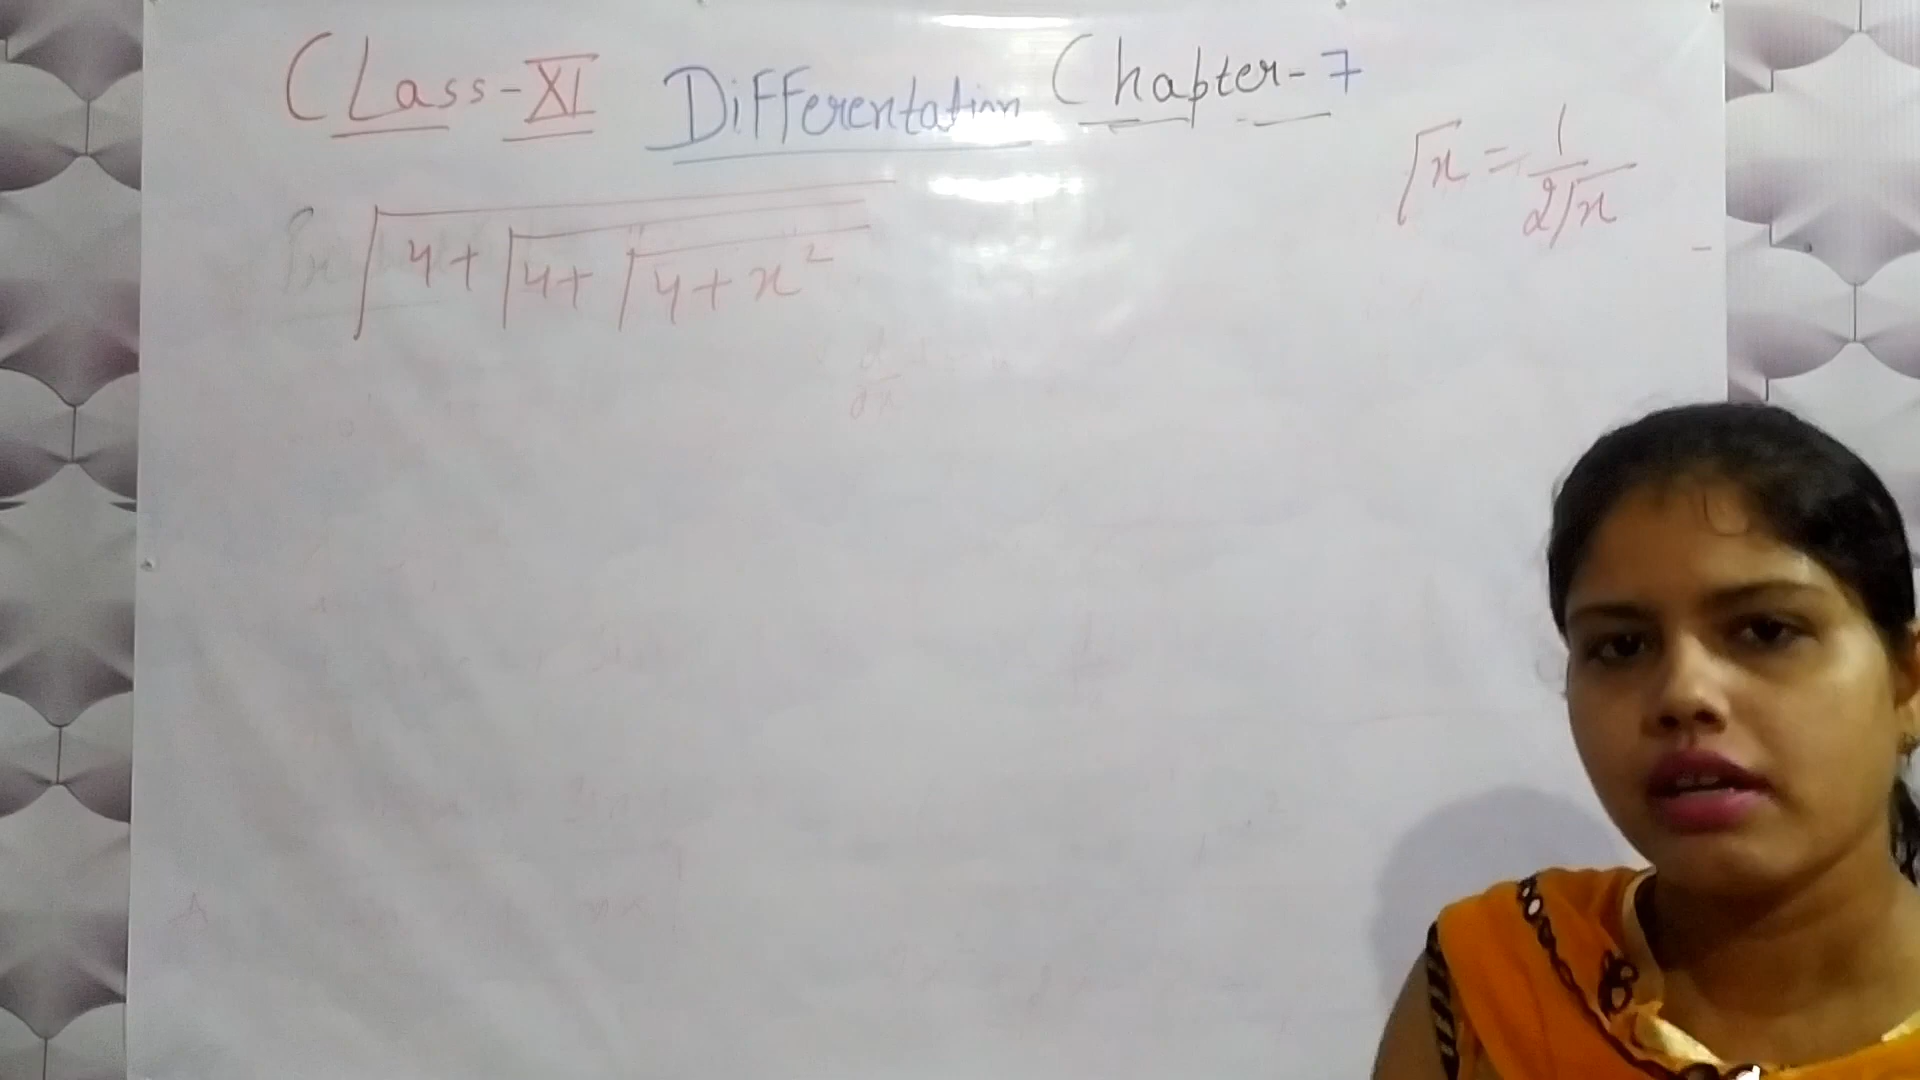 CLass-XI Differentation Chapter-7
√x = 1/2√x
√4+√4+√4+x²
d/dx